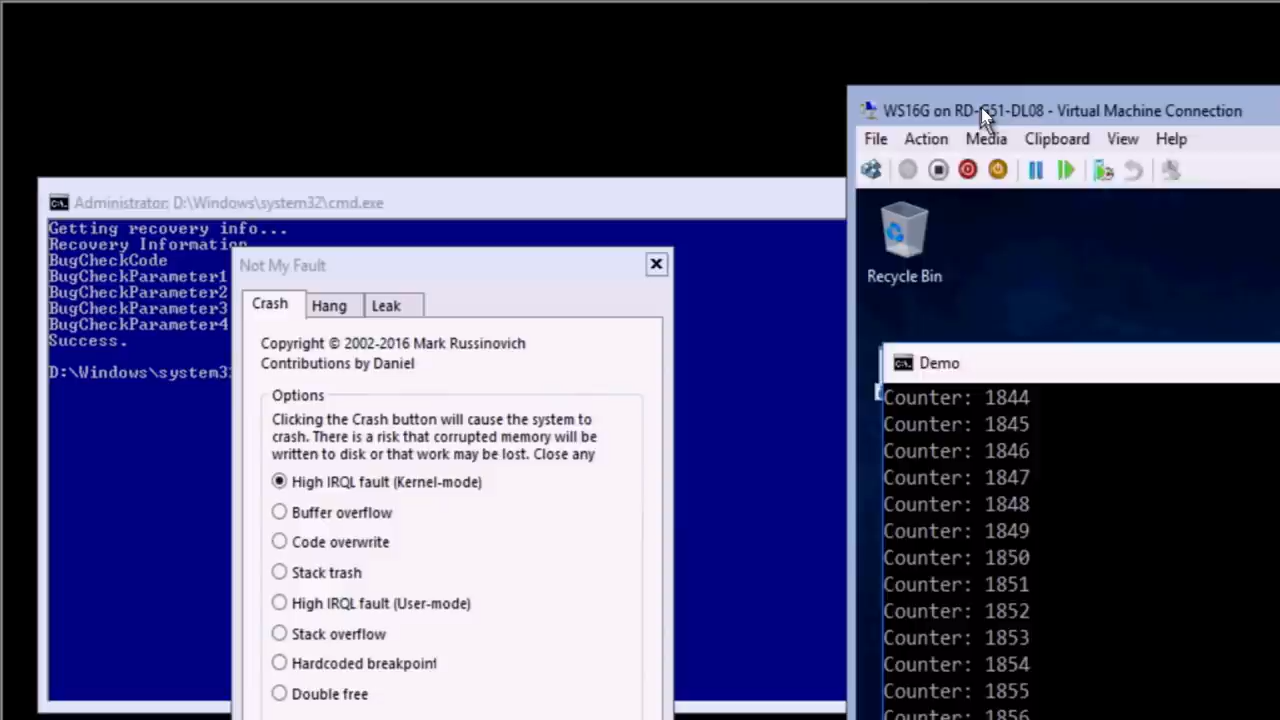 WS16G on RD-G51-DL08 - Virtual Machine Connection
File Action Media Clipboard View Help
Recycle Bin
Administrator: D:\Windows\system32\cmd.exe
Getting recovery info...
Recovery Information
BugCheckCode
BugCheckParameter1
BugCheckParameter2
BugCheckParameter3
BugCheckParameter4
Success.
D:\Windows\system3
Not My Fault
Crash Hang Leak
Copyright © 2002-2016 Mark Russinovich
Contributions by Daniel
Options
Clicking the Crash button will cause the system to
crash. There is a risk that corrupted memory will be
written to disk or that work may be lost. Close any
High IRQL fault (Kernel-mode)
Buffer overflow
Code overwrite
Stack trash
High IRQL fault (User-mode)
Stack overflow
Hardcoded breakpoint
Double free
Demo
Counter: 1844
Counter: 1845
Counter: 1846
Counter: 1847
Counter: 1848
Counter: 1849
Counter: 1850
Counter: 1851
Counter: 1852
Counter: 1853
Counter: 1854
Counter: 1855
Counter: 1856